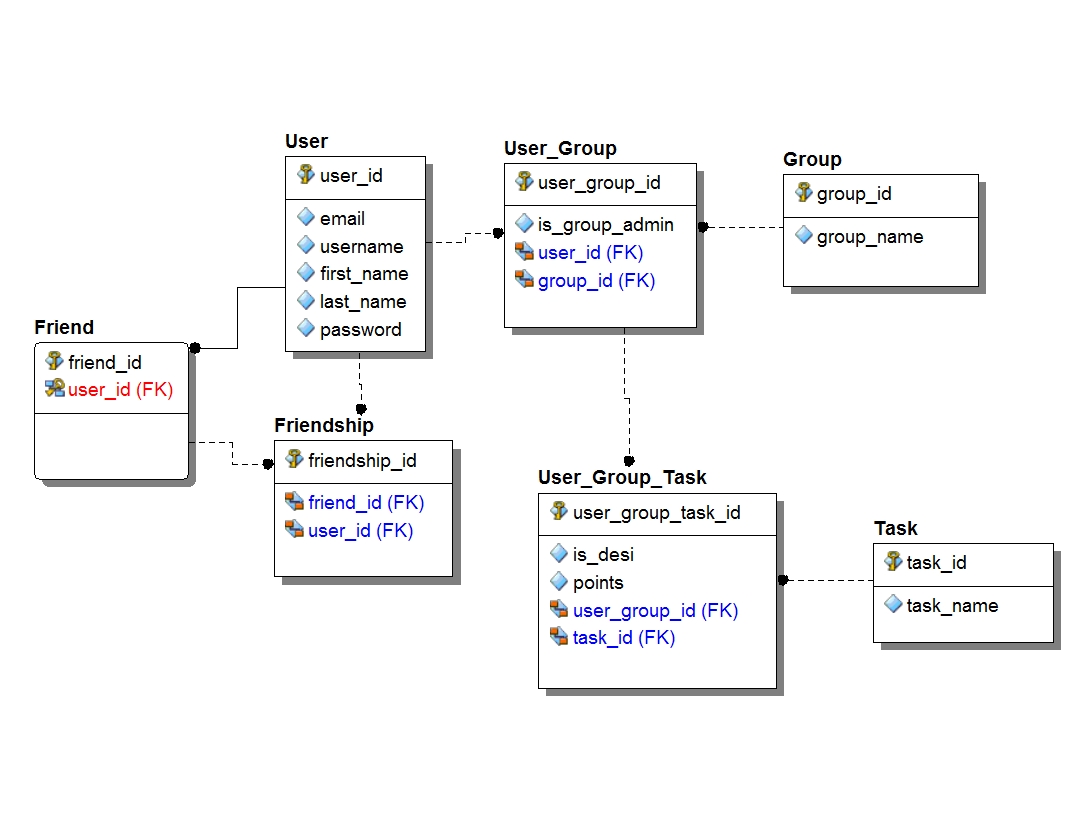 User
user_id
email
username
first_name
last_name
password
User_Group
user_group_id
is_group_admin
user_id (FK)
group_id (FK)
Group
group_id
group_name
Friend
friend_id
user_id (FK)
Friendship
friendship_id
friend_id (FK)
user_id (FK)
User_Group_Task
user_group_task_id
is_desi
points
user_group_id (FK)
task_id (FK)
Task
task_id
task_name